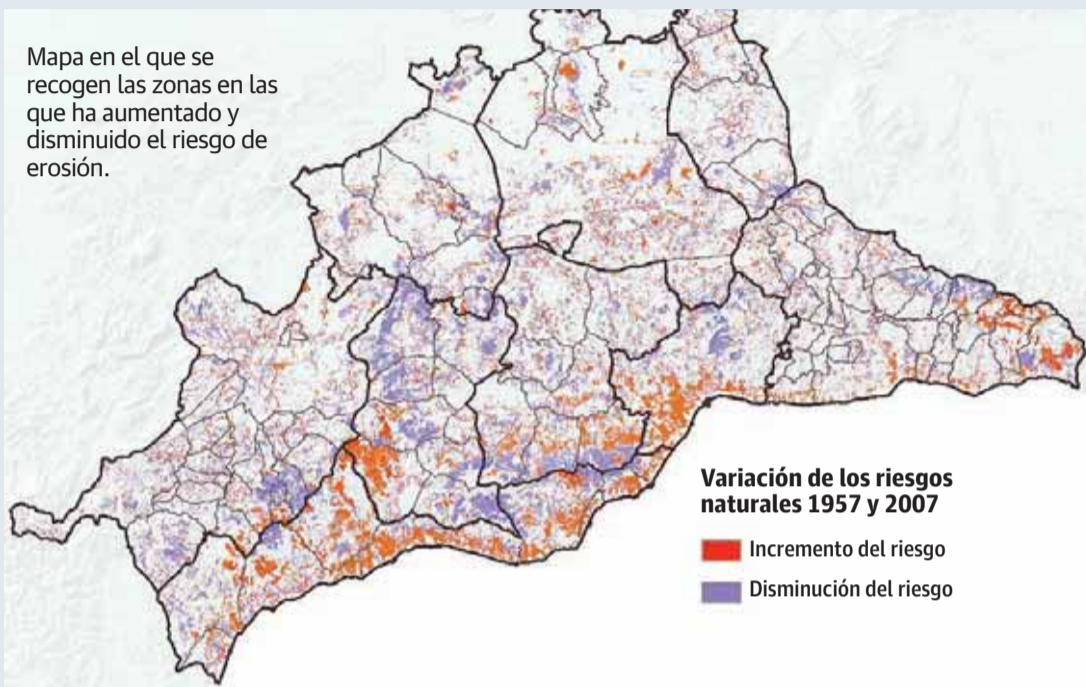 Mapa en el que se
recogen las zonas en las
que ha aumentado y
disminuido el riesgo de
erosión.
Variación de los riesgos
naturales 1957 y 2007
Incremento del riesgo
Disminución del riesgo